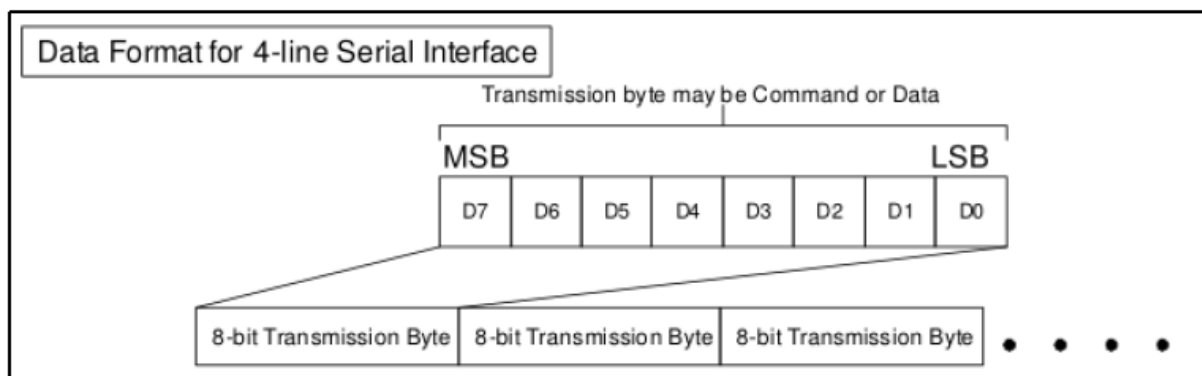 Data Format for 4-line Serial Interface
Transmission byte may be Command or Data
MSB LSB
D7 D6 D5 D4 D3 D2 D1 D0
8-bit Transmission Byte 8-bit Transmission Byte 8-bit Transmission Byte